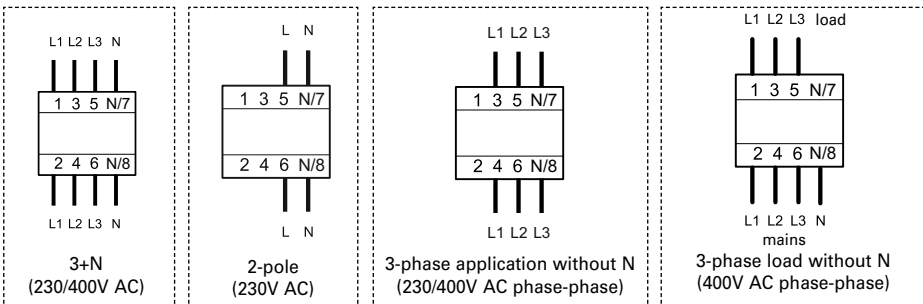 L1 L2 L3 N
1 3 5 N/7
2 4 6 N/8
L1 L2 L3 N
3+N
(230/400V AC)
L N
1 3 5 N/7
2 4 6 N/8
L N
2-pole
(230V AC)
L1 L2 L3
1 3 5 N/7
2 4 6 N/8
L1 L2 L3
3-phase application without N
(230/400V AC phase-phase)
L1 L2 L3 load
1 3 5 N/7
2 4 6 N/8
L1 L2 L3 N
mains
3-phase load without N
(400V AC phase-phase)